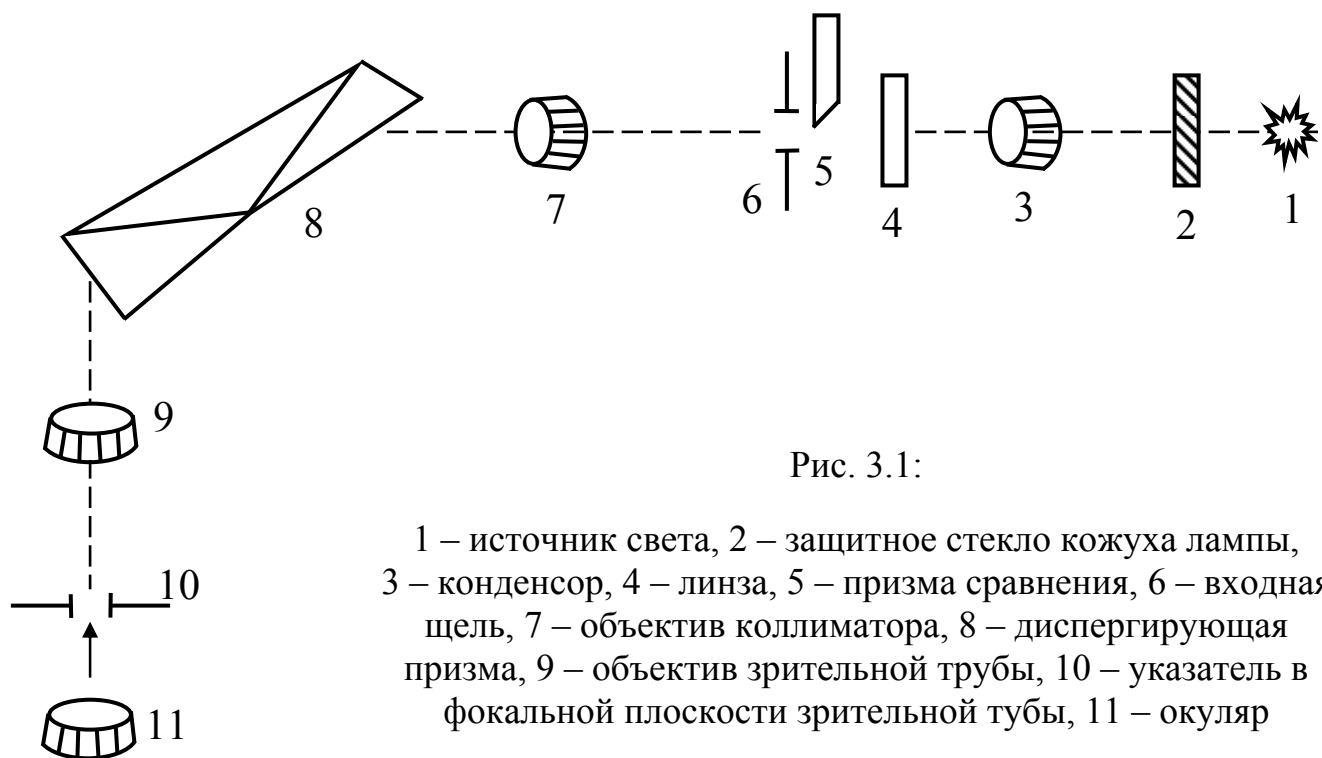 5
6
7
8
4
3
2
1
9
10
11
Рис. 3.1:
1 – источник света, 2 – защитное стекло кожуха лампы,
3 – конденсор, 4 – линза, 5 – призма сравнения, 6 – входная
щель, 7 – объектив коллиматора, 8 – диспергирующая
призма, 9 – объектив зрительной трубы, 10 – указатель в
фокальной плоскости зрительной тубы, 11 – окуляр